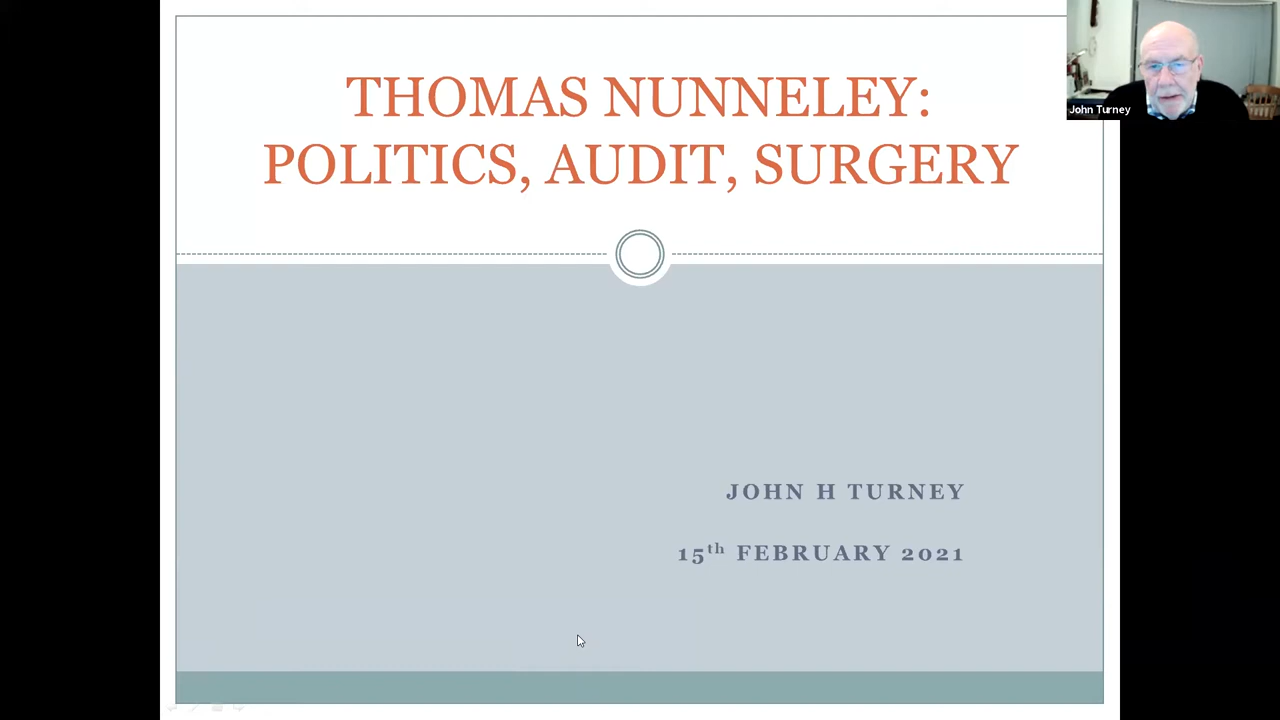 THOMAS NUNNELEY:
POLITICS, AUDIT, SURGERY
John Turney
JOHN H TURNEY
15th FEBRUARY 2021